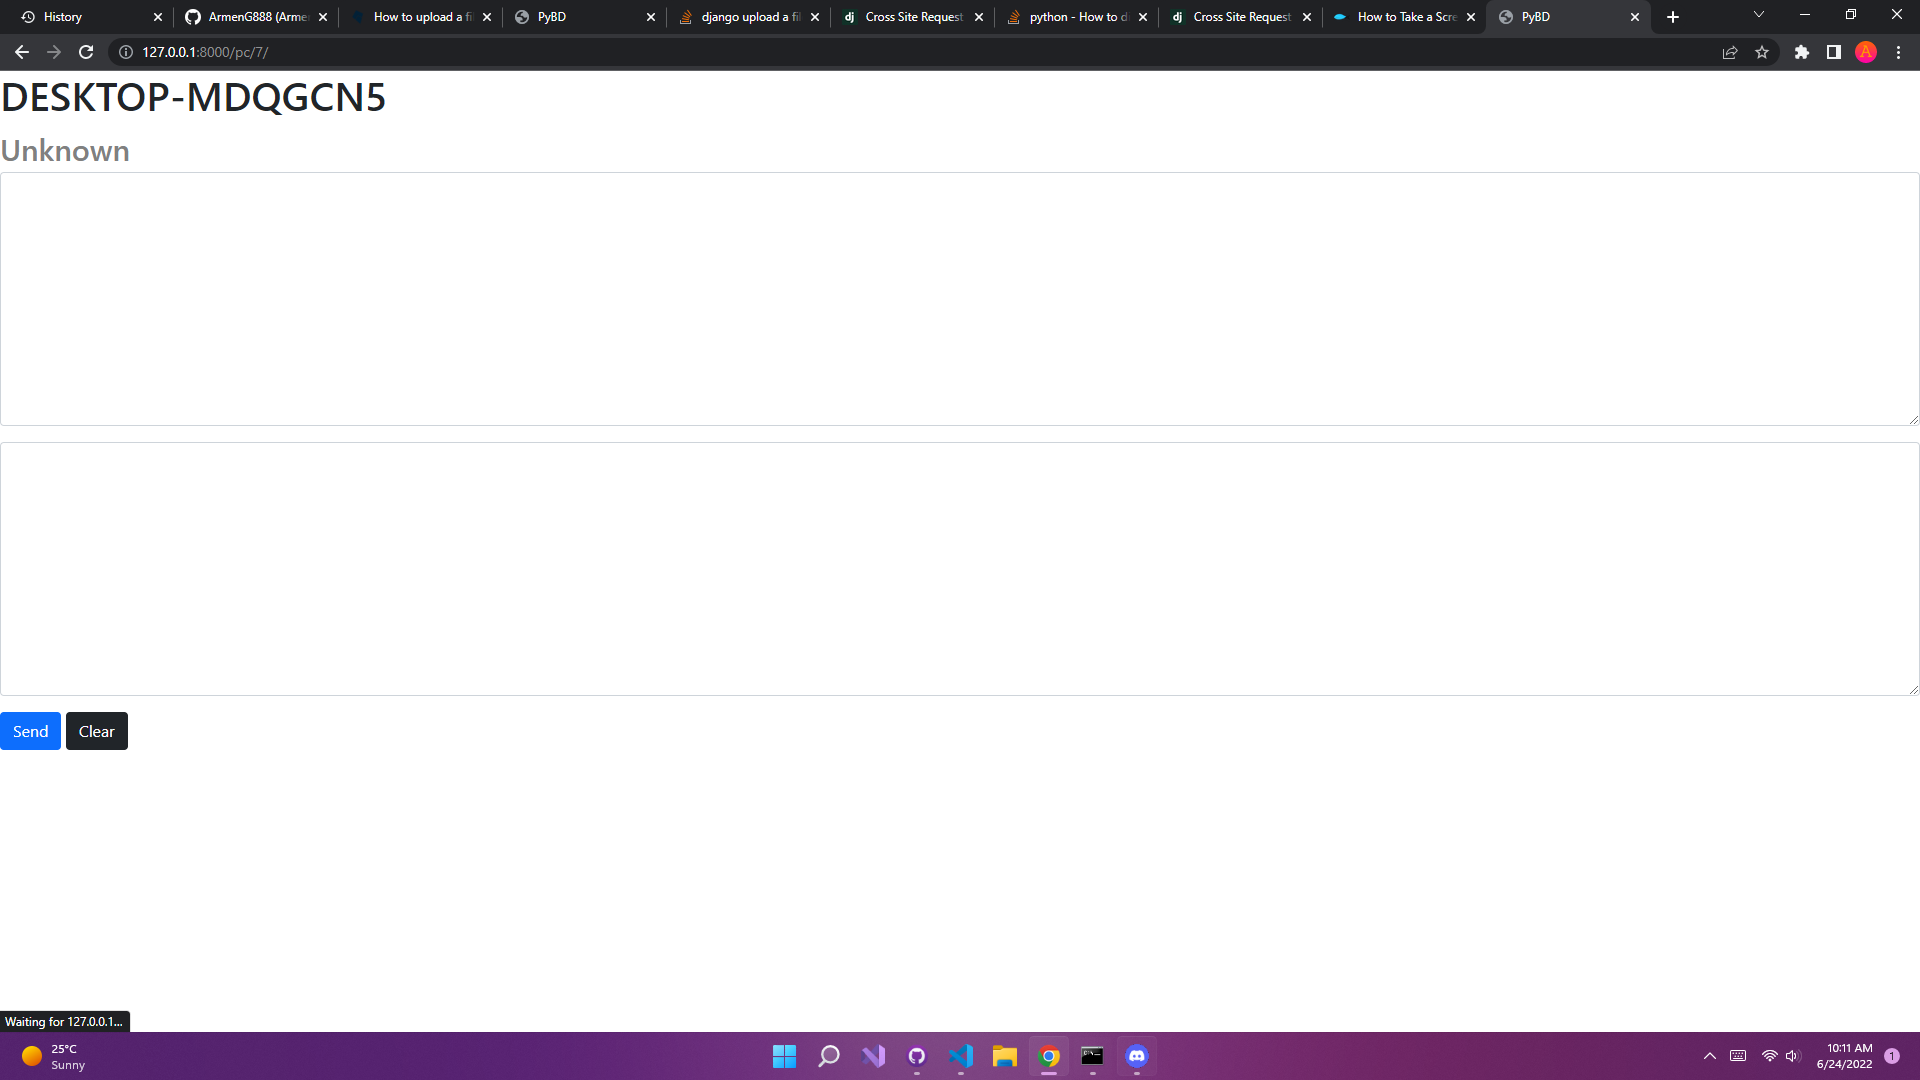 History
ArmenG888 (Arme
How to upload a fi
PyBD
django upload a fil
Cross Site Request
python - How to d
Cross Site Request
How to Take a Scre
PyBD
127.0.0.1:8000/pc/7/
A
DESKTOP-MDQGCN5
Unknown
Send
Clear
Waiting for 127.0.0.1...
25°C
Sunny
10:11 AM
6/24/2022
1